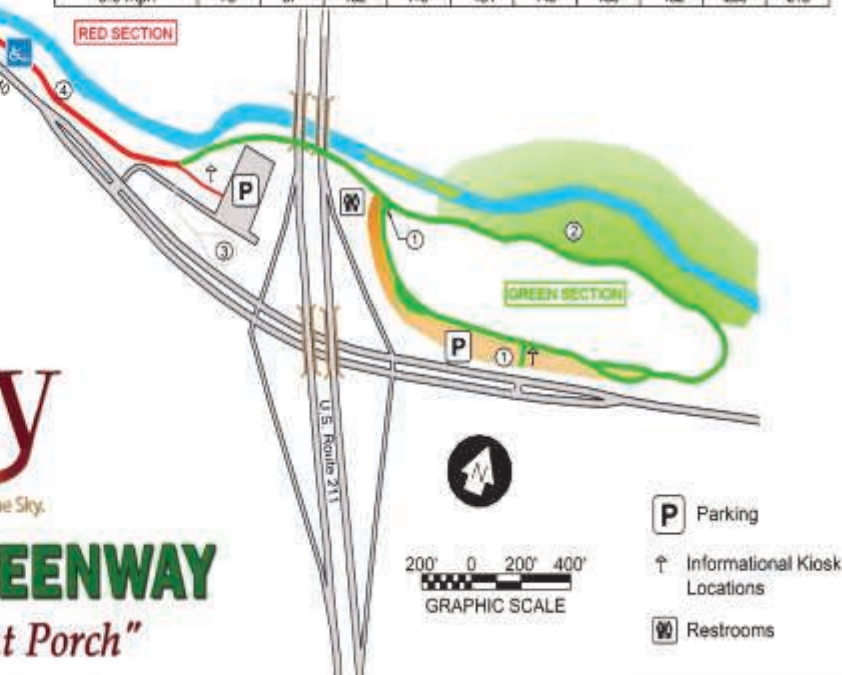 RED SECTION
4
P
3
1
2
GREEN SECTION
P
1
U.S. Route 211
y
e Sky.
EENWAY
t Porch"
N
200' 0 200' 400'
GRAPHIC SCALE
P Parking
Informational Kiosk
Locations
Restrooms